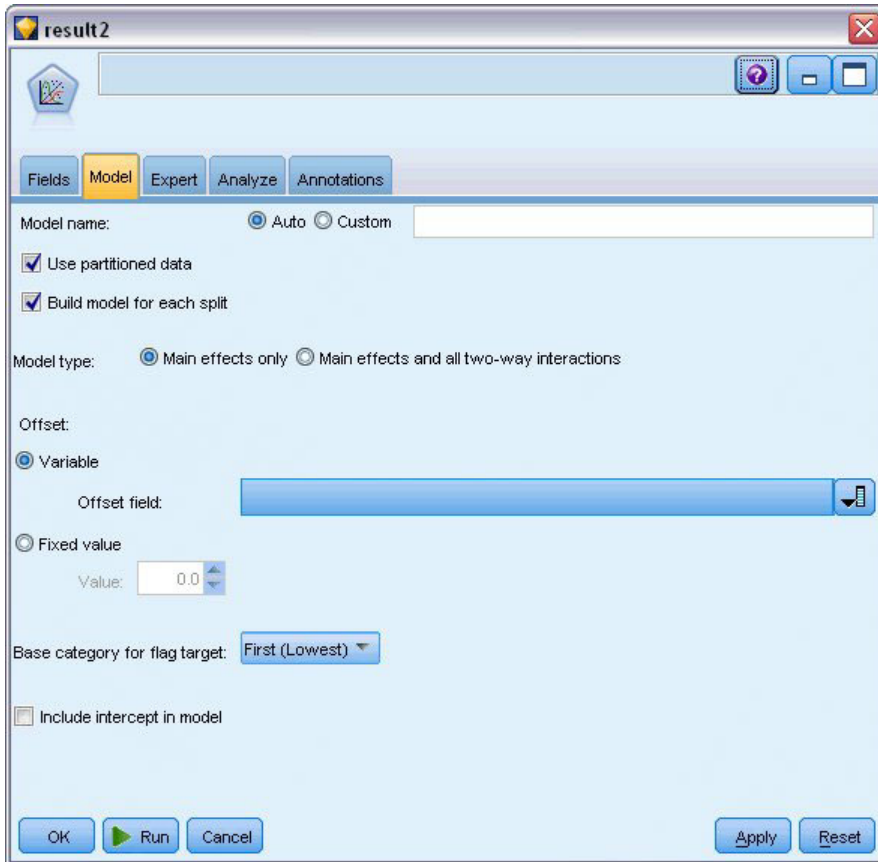 result2
Fields Model Expert Analyze Annotations
Model name: Auto Custom
Use partitioned data
Build model for each split
Model type: Main effects only Main effects and all two-way interactions
Offset:
Variable
Offset field:
Fixed value
Value: 0.0
Base category for flag target: First (Lowest)
Include intercept in model
OK Run Cancel Apply Reset